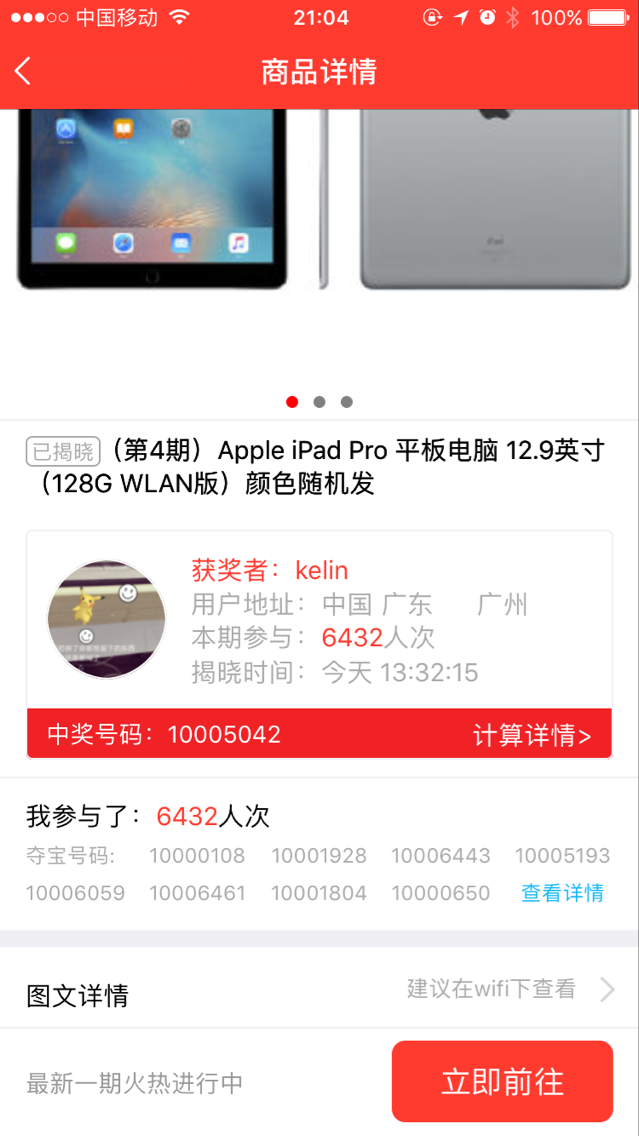 中国移动 21:04 100%
商品详情
iPad
已揭晓（第4期）Apple iPad Pro 平板电脑 12.9英寸
（128G WLAN版）颜色随机发
获奖者：kelin
用户地址：中国 广东 广州
本期参与：6432人次
揭晓时间：今天 13:32:15
中奖号码：10005042 计算详情>
我参与了：6432人次
夺宝号码: 10000108 10001928 10006443 10005193
10006059 10006461 10001804 10000650 查看详情
图文详情 建议在wifi下查看
最新一期火热进行中 立即前往